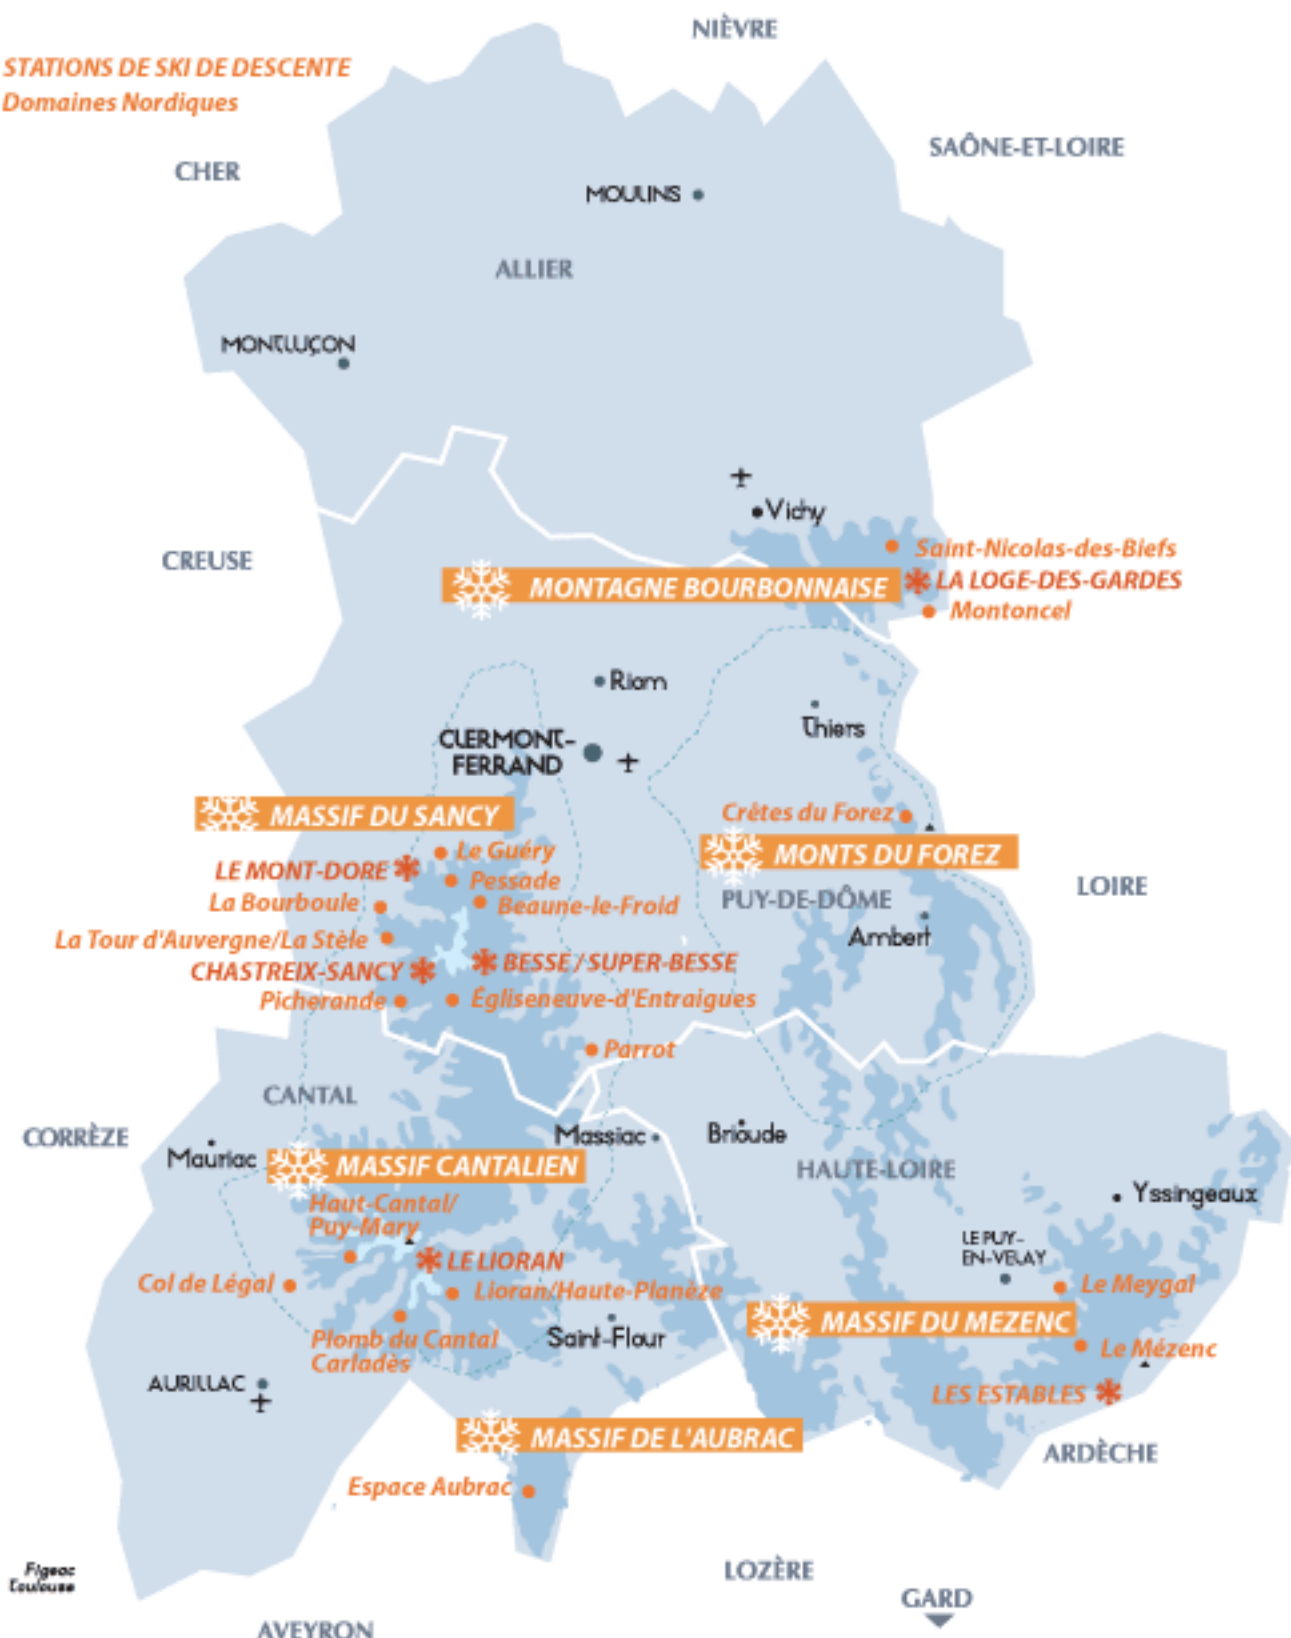 NIÈVRE
STATIONS DE SKI DE DESCENTE
Domaines Nordiques
SAÔNE-ET-LOIRE
CHER
MOULINS
ALLIER
MONTLUÇON
Vichy
Saint-Nicolas-des-Biefs
CREUSE
LA LOGE-DES-GARDES
MONTAGNE BOURBONNAISE
Montoncel
Riom
Thiers
CLERMONT-
FERRAND
MASSIF DU SANCY
Crêtes du Forez
Le Guéry
MONTS DU FOREZ
LE MONT-DORE
Pessade
LOIRE
La Bourboule
Beaune-le-Froid
PUY-DE-DÔME
La Tour d'Auvergne/La Stèle
Ambert
BESSE / SUPER-BESSE
CHASTREIX-SANCY
Picherande
Égliseneuve-d'Entraigues
Parrot
CANTAL
CORRÈZE
Massiac
Brioude
Mauriac
MASSIF CANTALIEN
HAUTE-LOIRE
Yssingeaux
Haut-Cantal/
Puy-Mary
LE PUY-
EN-VELAY
LE LIORAN
Col de Légal
Lioran/Haute-Planèze
Le Meygal
MASSIF DU MEZENC
Plomb du Cantal
Carladès
Saint-Flour
Le Mézenc
AURILLAC
LES ESTABLES
MASSIF DE L'AUBRAC
ARDÈCHE
Espace Aubrac
Figeac
Toulouse
LOZÈRE
GARD
AVEYRON